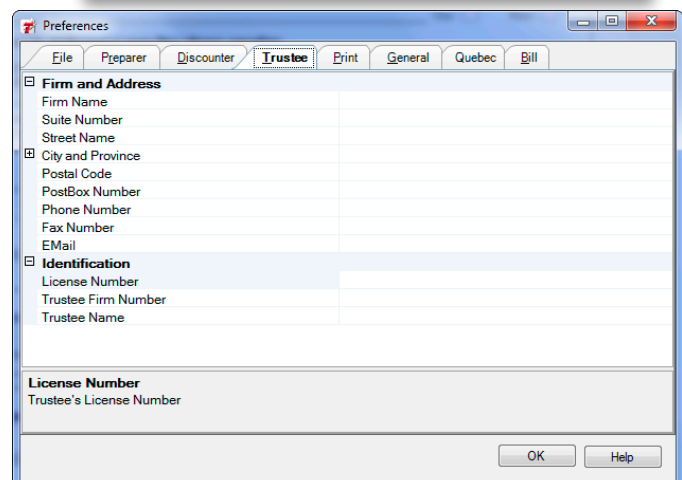 Preferences
File Preparer Discounter Trustee Print General Quebec Bill
Firm and Address
Firm Name
Suite Number
Street Name
City and Province
Postal Code
PostBox Number
Phone Number
Fax Number
EMail
Identification
License Number
Trustee Firm Number
Trustee Name
License Number
Trustee's License Number
OK Help